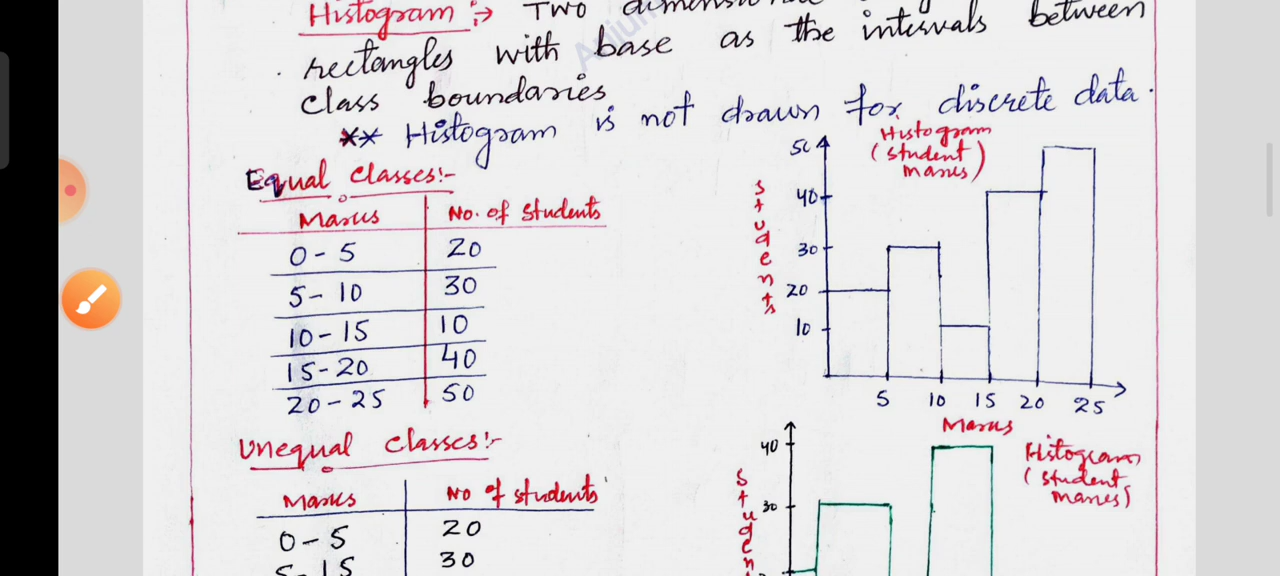 Histogram :→ Two
rectangles with base as the intervals between
class boundaries
** Histogram is not drawn for discrete data.
Equal classes:-
Marks No. of students
0 - 5 20
5 - 10 30
10 - 15 10
15 - 20 40
20 - 25 50
Histogram
(student
marks)
students
50
40
30
20
10
5 10 15 20 25
Marks
Unequal classes:-
Marks No of students
0 - 5 20
5 - 15 30
Histogram
(student
marks)
40
30